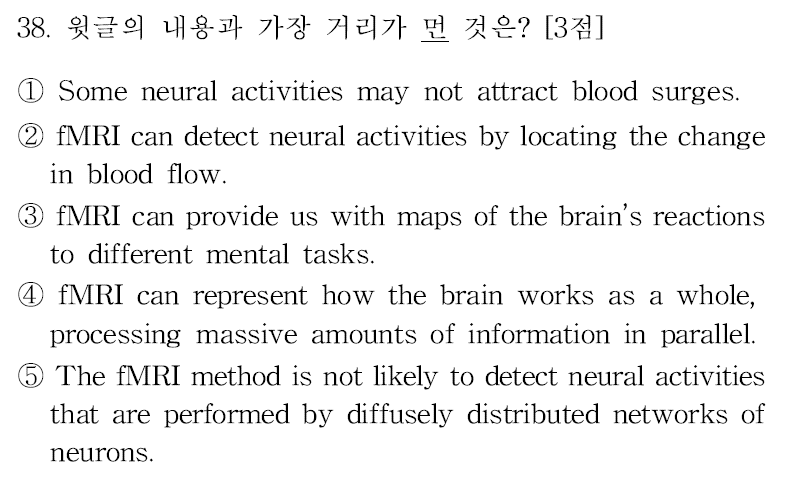 38. 윗글의 내용과 가장 거리가 먼 것은? [3점]
① Some neural activities may not attract blood surges.
② fMRI can detect neural activities by locating the change
in blood flow.
③ fMRI can provide us with maps of the brain's reactions
to different mental tasks.
④ fMRI can represent how the brain works as a whole,
processing massive amounts of information in parallel.
⑤ The fMRI method is not likely to detect neural activities
that are performed by diffusely distributed networks of
neurons.